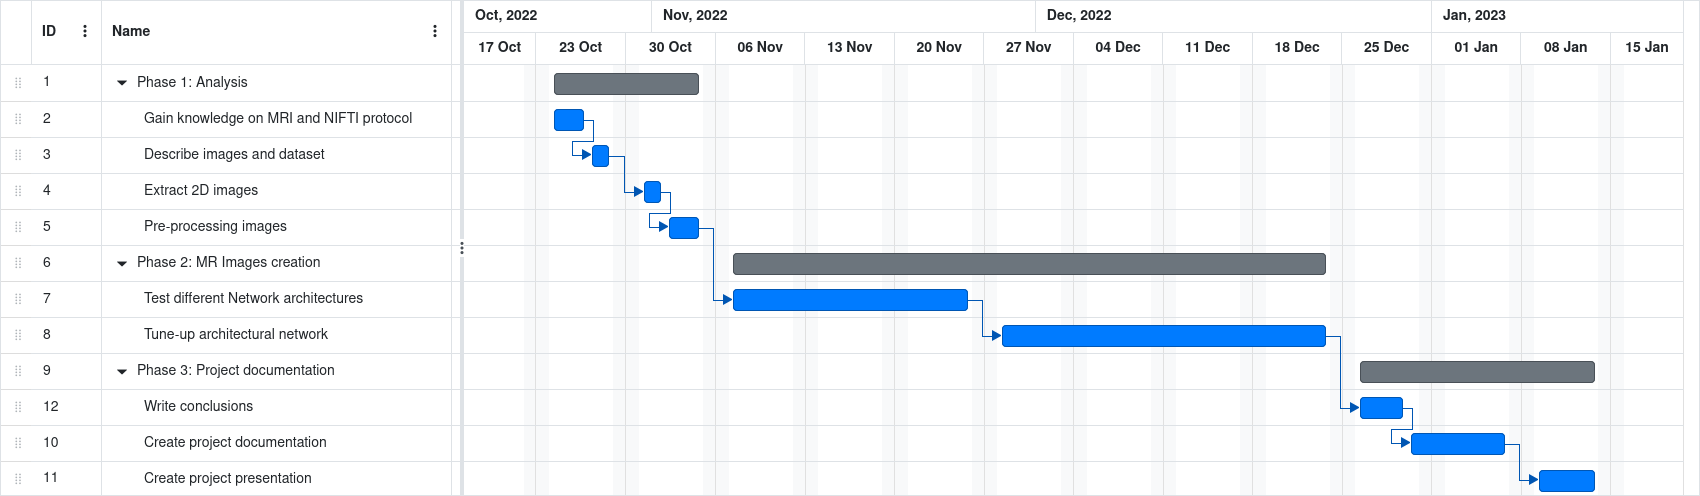 ID Name Oct, 2022 Nov, 2022 Dec, 2022 Jan, 2023
17 Oct 23 Oct 30 Oct 06 Nov 13 Nov 20 Nov 27 Nov 04 Dec 11 Dec 18 Dec 25 Dec 01 Jan 08 Jan 15 Jan
1 Phase 1: Analysis
2 Gain knowledge on MRI and NIFTI protocol
3 Describe images and dataset
4 Extract 2D images
5 Pre-processing images
6 Phase 2: MR Images creation
7 Test different Network architectures
8 Tune-up architectural network
9 Phase 3: Project documentation
12 Write conclusions
10 Create project documentation
11 Create project presentation